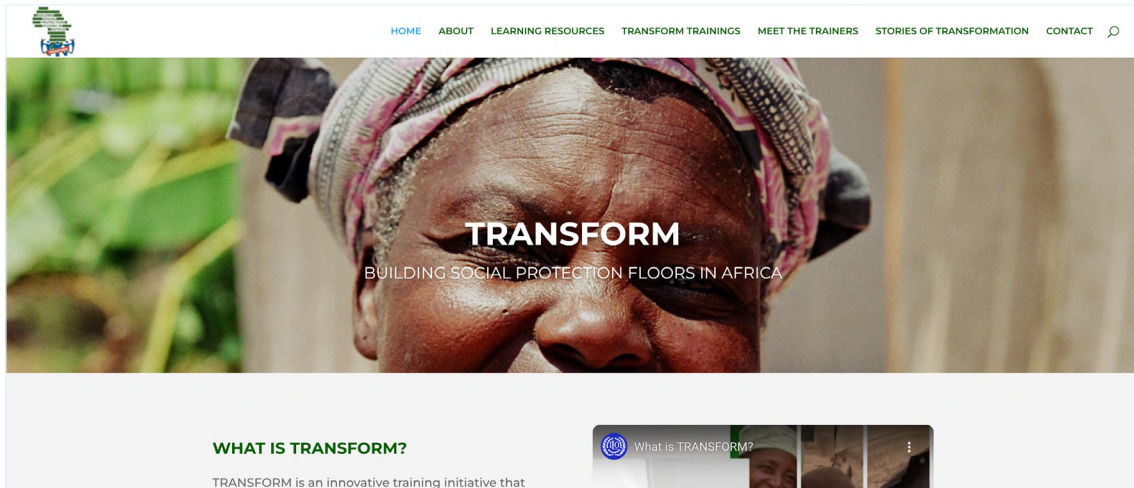 HOME ABOUT LEARNING RESOURCES TRANSFORM TRAININGS MEET THE TRAINERS STORIES OF TRANSFORMATION CONTACT
TRANSFORM
BUILDING SOCIAL PROTECTION FLOORS IN AFRICA
WHAT IS TRANSFORM?
TRANSFORM is an innovative training initiative that
What is TRANSFORM?